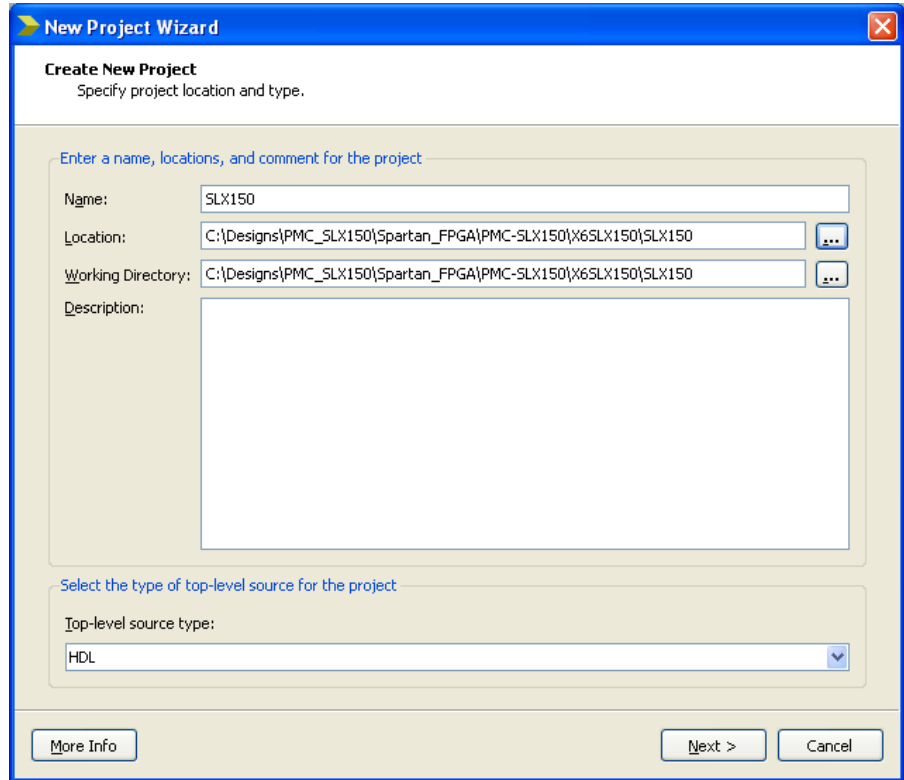 New Project Wizard
Create New Project
Specify project location and type.
Enter a name, locations, and comment for the project
Name: SLX150
Location: C:\Designs\PMC_SLX150\Spartan_FPGA\PMC-SLX150\X6SLX150\SLX150 ...
Working Directory: C:\Designs\PMC_SLX150\Spartan_FPGA\PMC-SLX150\X6SLX150\SLX150 ...
Description:
Select the type of top-level source for the project
Top-level source type:
HDL
More Info Next > Cancel